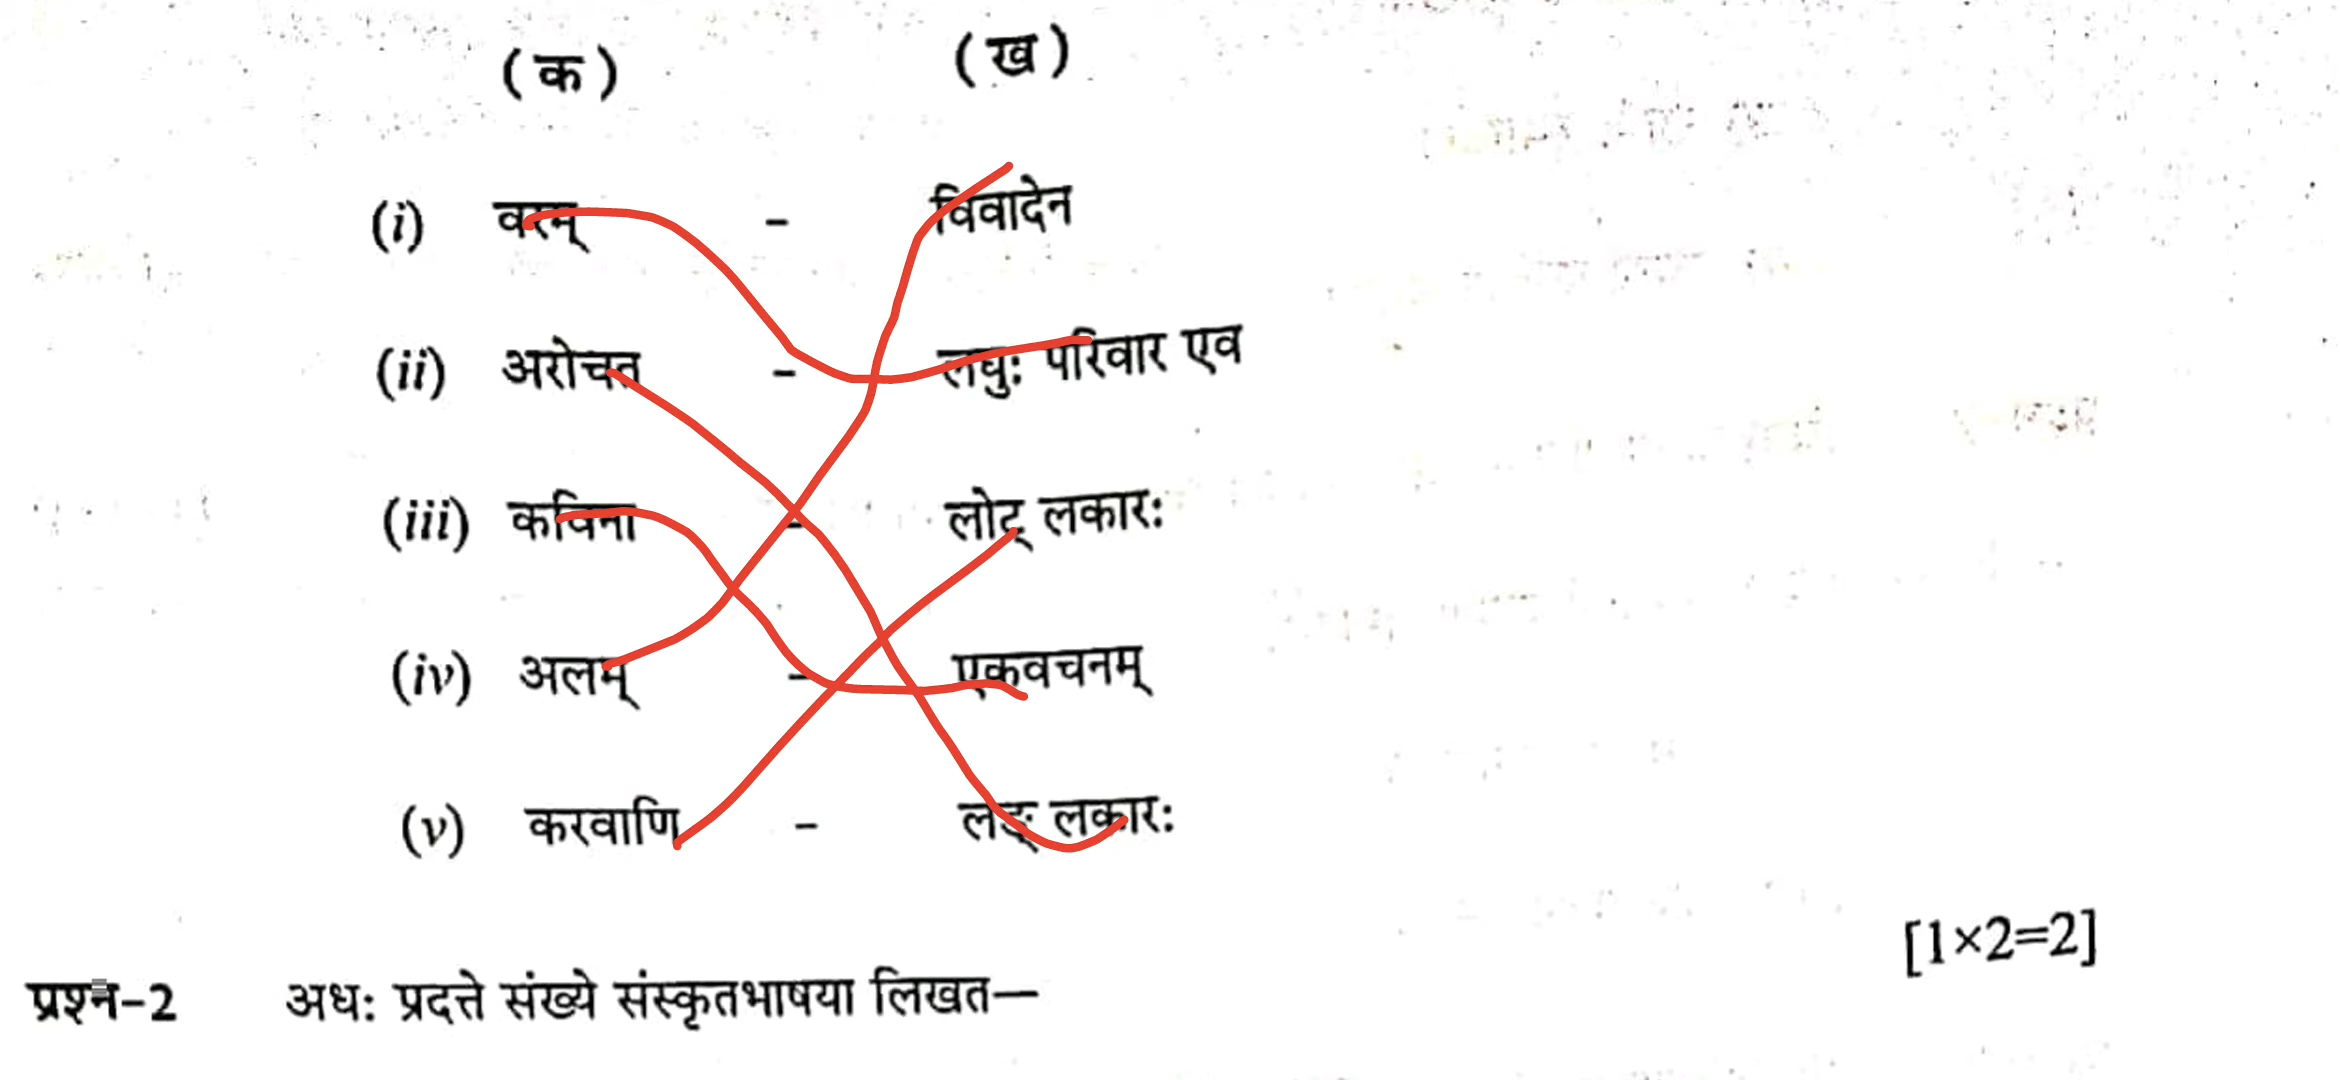 (क) (ख)
(i) वरम् - विवादेन
(ii) अरोचत - लघुः परिवार एव
(iii) कविना - लोट् लकारः
(iv) अलम् - एकवचनम्
(v) करवाणि - लङ् लकारः
[1×2=2]
प्रश्न-2 अधः प्रदत्ते संख्ये संस्कृतभाषया लिखत—